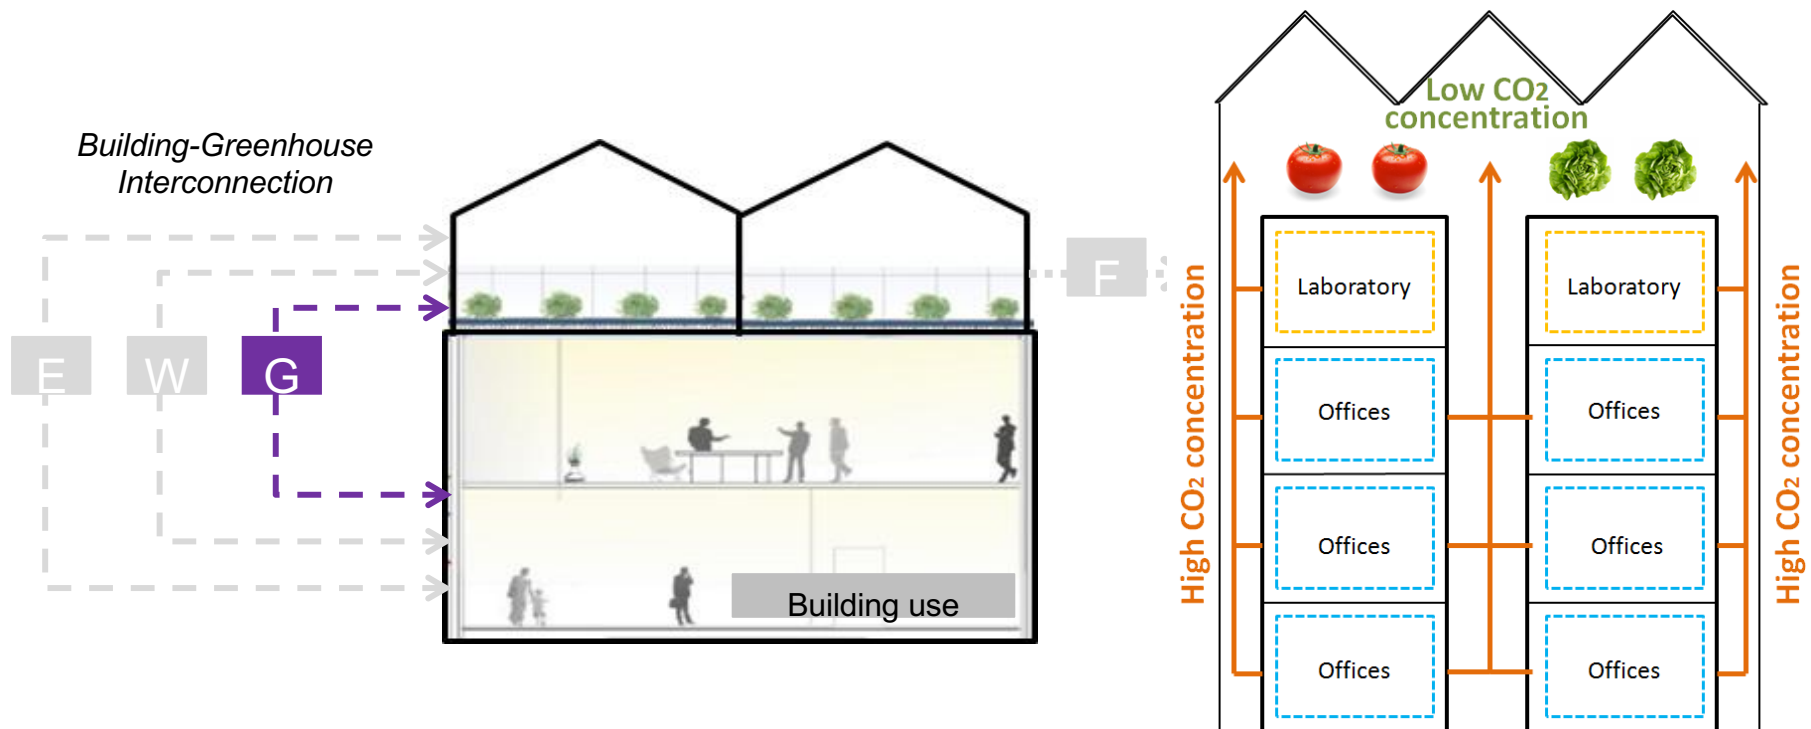 Building-Greenhouse
Interconnection
E
W
G
F
Building use
Low CO2
concentration
High CO2 concentration
High CO2 concentration
Laboratory
Laboratory
Offices
Offices
Offices
Offices
Offices
Offices